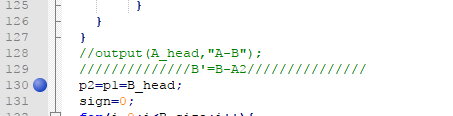 125 }
126 }
127 }
128 //output(A_head,"A-B");
129 //////////////B'=B-A2///////////////
130 p2=p1=B_head;
131 sign=0;